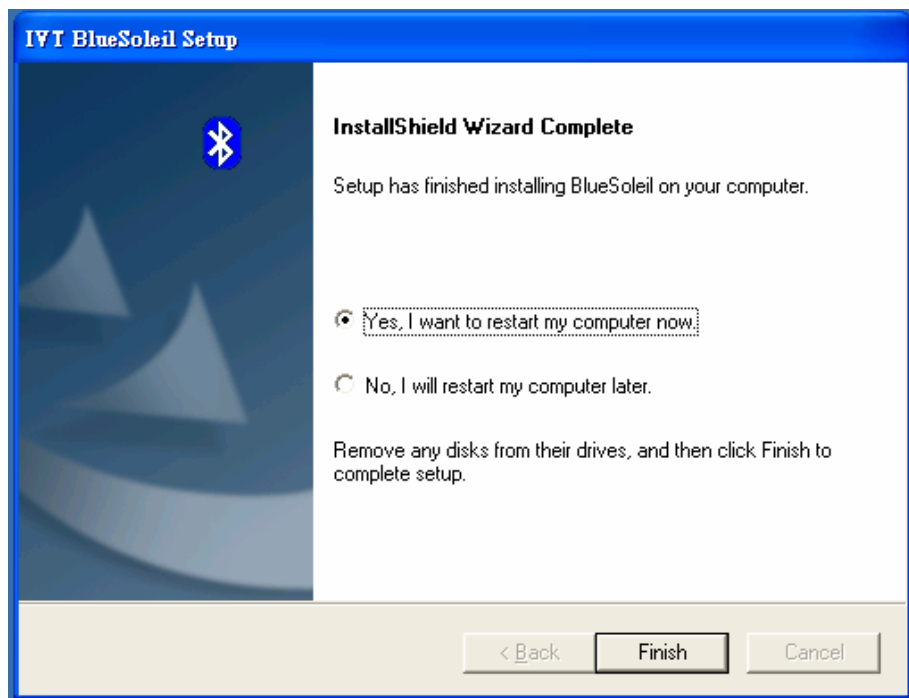 IVT BlueSoleil Setup
InstallShield Wizard Complete
Setup has finished installing BlueSoleil on your computer.
Yes, I want to restart my computer now.
No, I will restart my computer later.
Remove any disks from their drives, and then click Finish to
complete setup.
< Back
Finish
Cancel